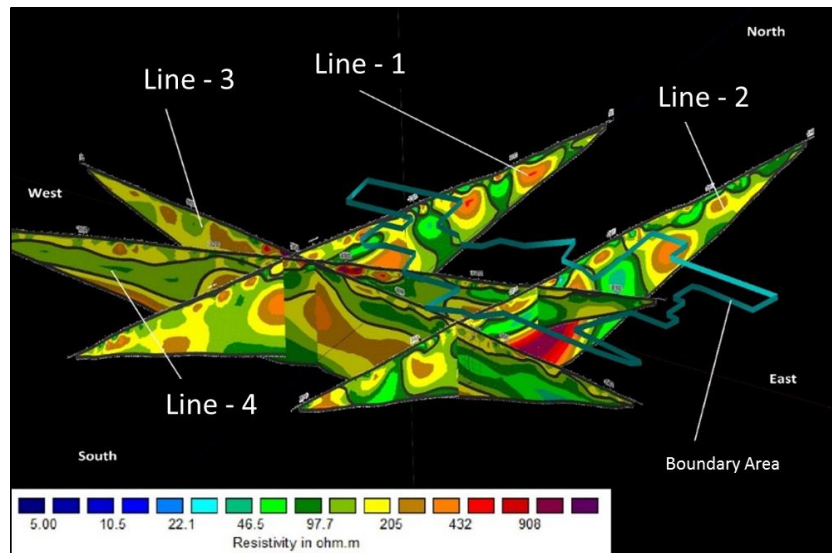 North
Line - 1
Line - 3
Line - 2
West
Line - 4
East
South
Boundary Area
5.00 10.5 22.1 46.5 97.7 205 432 908
Resistivity in ohm.m